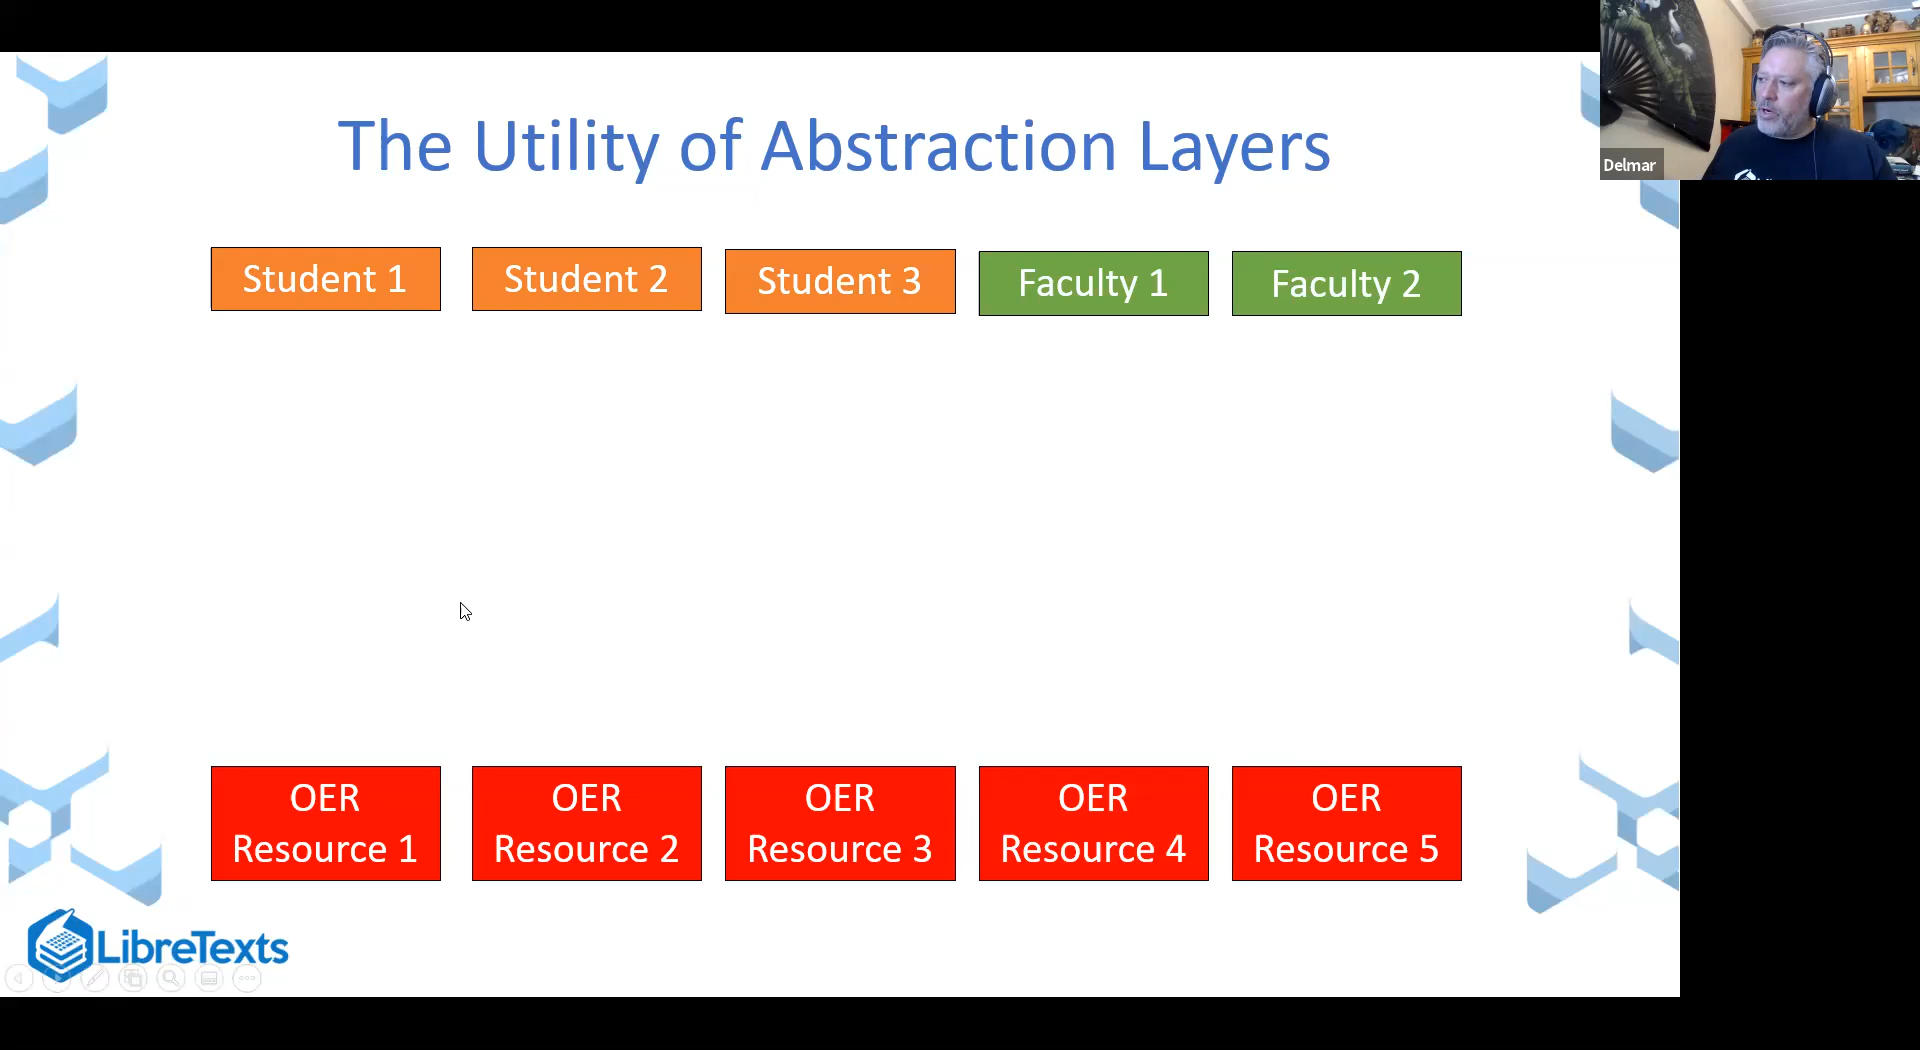 The Utility of Abstraction Layers
Delmar
Student 1
Student 2
Student 3
Faculty 1
Faculty 2
OER
Resource 1
OER
Resource 2
OER
Resource 3
OER
Resource 4
OER
Resource 5
LibreTexts